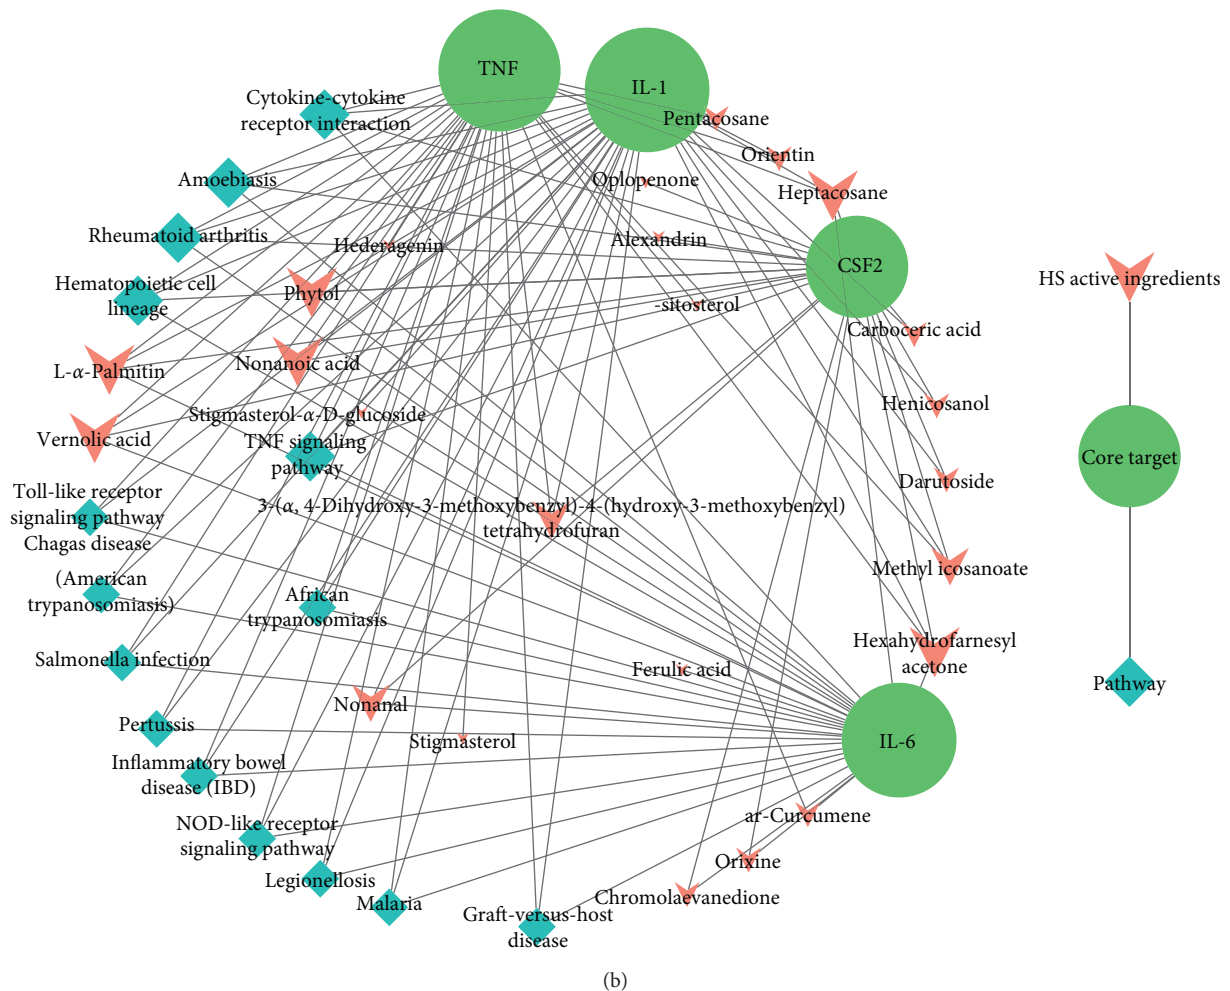 TNF
IL-1
Cytokine-cytokine
receptor interaction
Pentacosane
Orientin
Amoebiasis
Oplopenone
Heptacosane
Rheumatoid arthritis
Hederagenin
Alexandrin
CSF2
HS active ingredients
Hematopoietic cell
lineage
Phytol
-sitosterol
Carboceric acid
L-α-Palmitin
Nonanoic acid
Henicosanol
Stigmasterol-α-D-glucoside
Vernolic acid
TNF signaling
pathway
Core target
Darutoside
Toll-like receptor
signaling pathway
3-(α, 4-Dihydroxy-3-methoxybenzyl)-4-(hydroxy-3-methoxybenzyl)
tetrahydrofuran
Chagas disease
(American
trypanosomiasis)
Methyl icosanoate
African
trypanosomiasis
Salmonella infection
Ferulic acid
Hexahydrofarnesyl
acetone
Pathway
Nonanal
Pertussis
Stigmasterol
IL-6
Inflammatory bowel
disease (IBD)
ar-Curcumene
NOD-like receptor
signaling pathway
Orixine
Legionellosis
Malaria
Chromolaevanedione
Graft-versus-host
disease
(b)